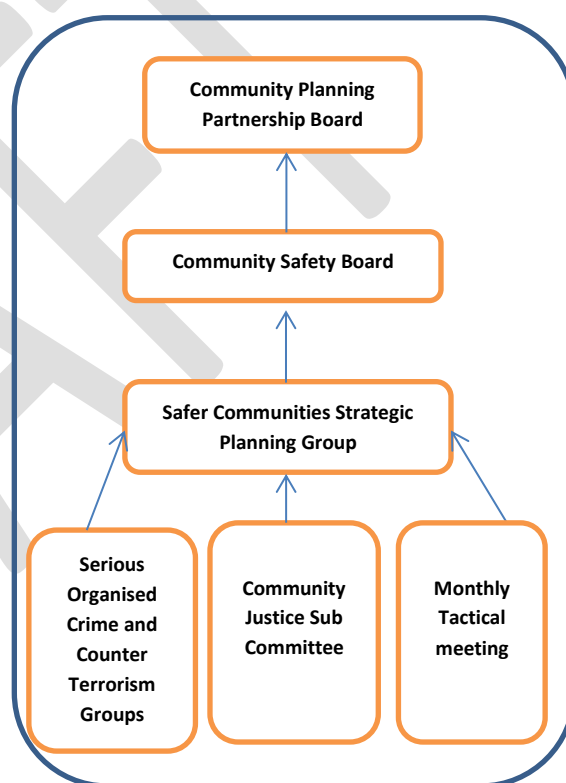 Community Planning
Partnership Board
Community Safety Board
Safer Communities Strategic
Planning Group
Serious
Organised
Crime and
Counter
Terrorism
Groups
Community
Justice Sub
Committee
Monthly
Tactical
meeting